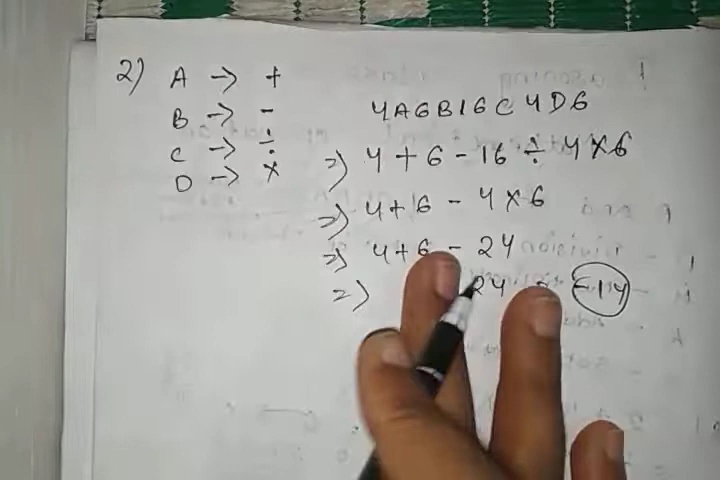 2) A -> +
B -> -
C -> ÷
D -> ×
4A6B16C4D6
=) 4 + 6 - 16 ÷ 4 × 6
=) 4 + 6 - 4 × 6
=) 4 + 6 - 24
=) 24 = -14